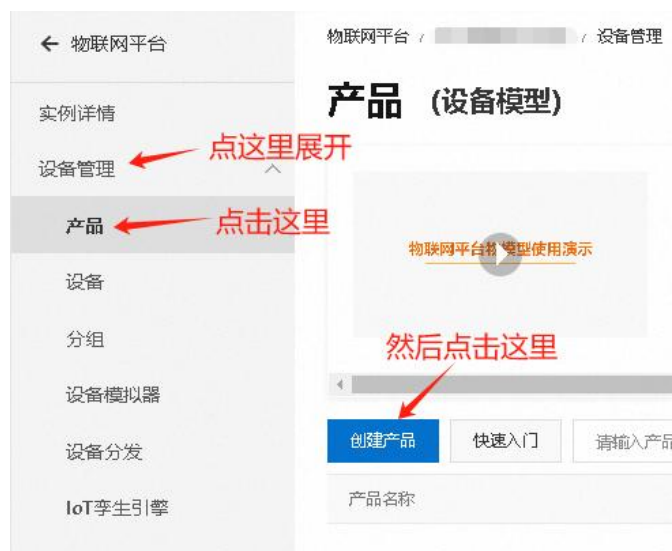 ← 物联网平台
实例详情
设备管理
点这里展开
产品
点击这里
设备
分组
设备模拟器
设备分发
IoT孪生引擎
物联网平台 / / 设备管理
产品 (设备模型)
物联网平台物模型使用演示
然后点击这里
创建产品
快速入门
请输入产品
产品名称